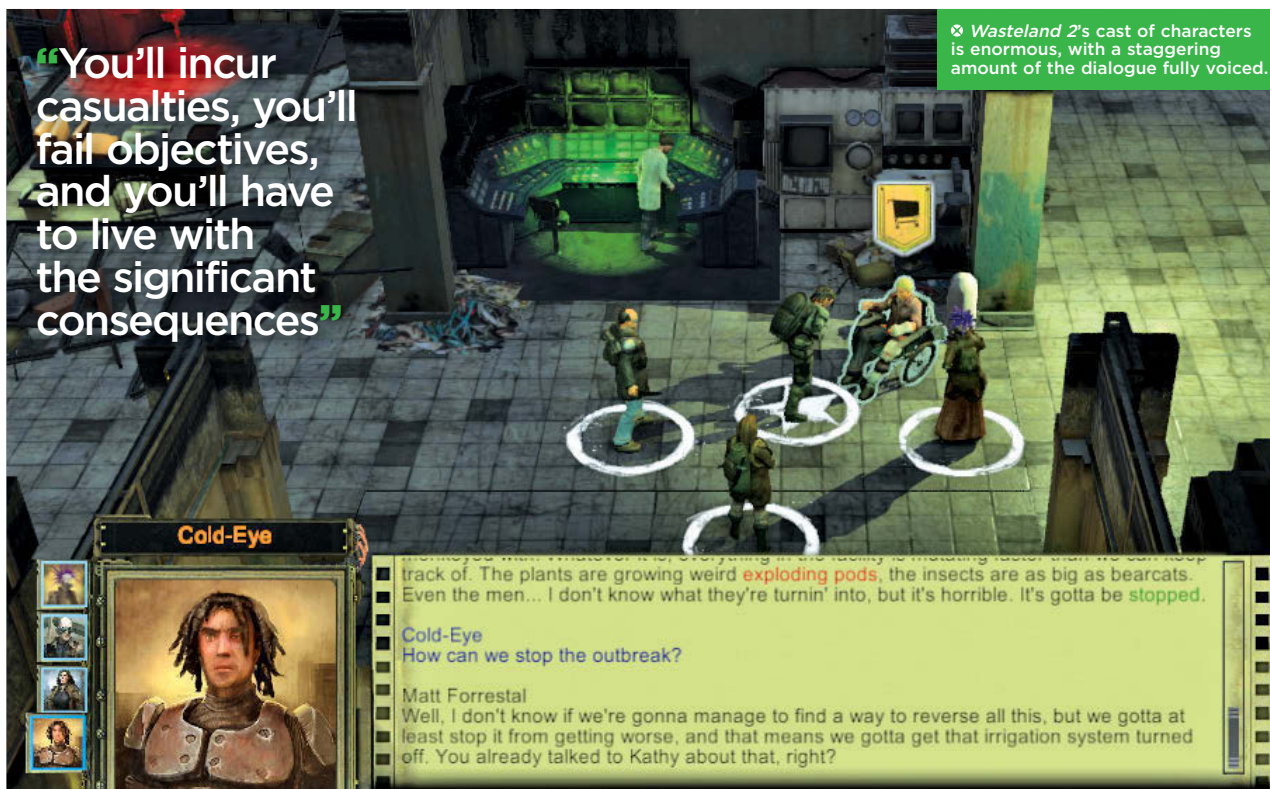 “You’ll incur
casualties, you’ll
fail objectives,
and you’ll have
to live with
the significant
consequences”
Wasteland 2’s cast of characters
is enormous, with a staggering
amount of the dialogue fully voiced.
Cold-Eye
track of. The plants are growing weird exploding pods, the insects are as big as bearcats.
Even the men... I don't know what they're turnin' into, but it's horrible. It's gotta be stopped.
Cold-Eye
How can we stop the outbreak?
Matt Forrestal
Well, I don't know if we're gonna manage to find a way to reverse all this, but we gotta at
least stop it from getting worse, and that means we gotta get that irrigation system turned
off. You already talked to Kathy about that, right?